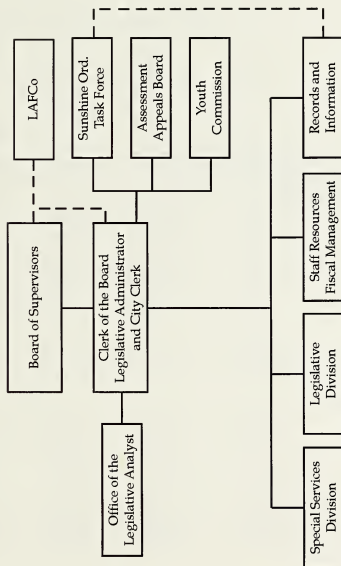 Board of Supervisors
LAFCo
Office of the
Legislative Analyst
Clerk of the Board
Legislative Administrator
and City Clerk
Sunshine Ord.
Task Force
Assessment
Appeals Board
Youth
Commission
Special Services
Division
Legislative
Division
Staff Resources
Fiscal Management
Records and
Information